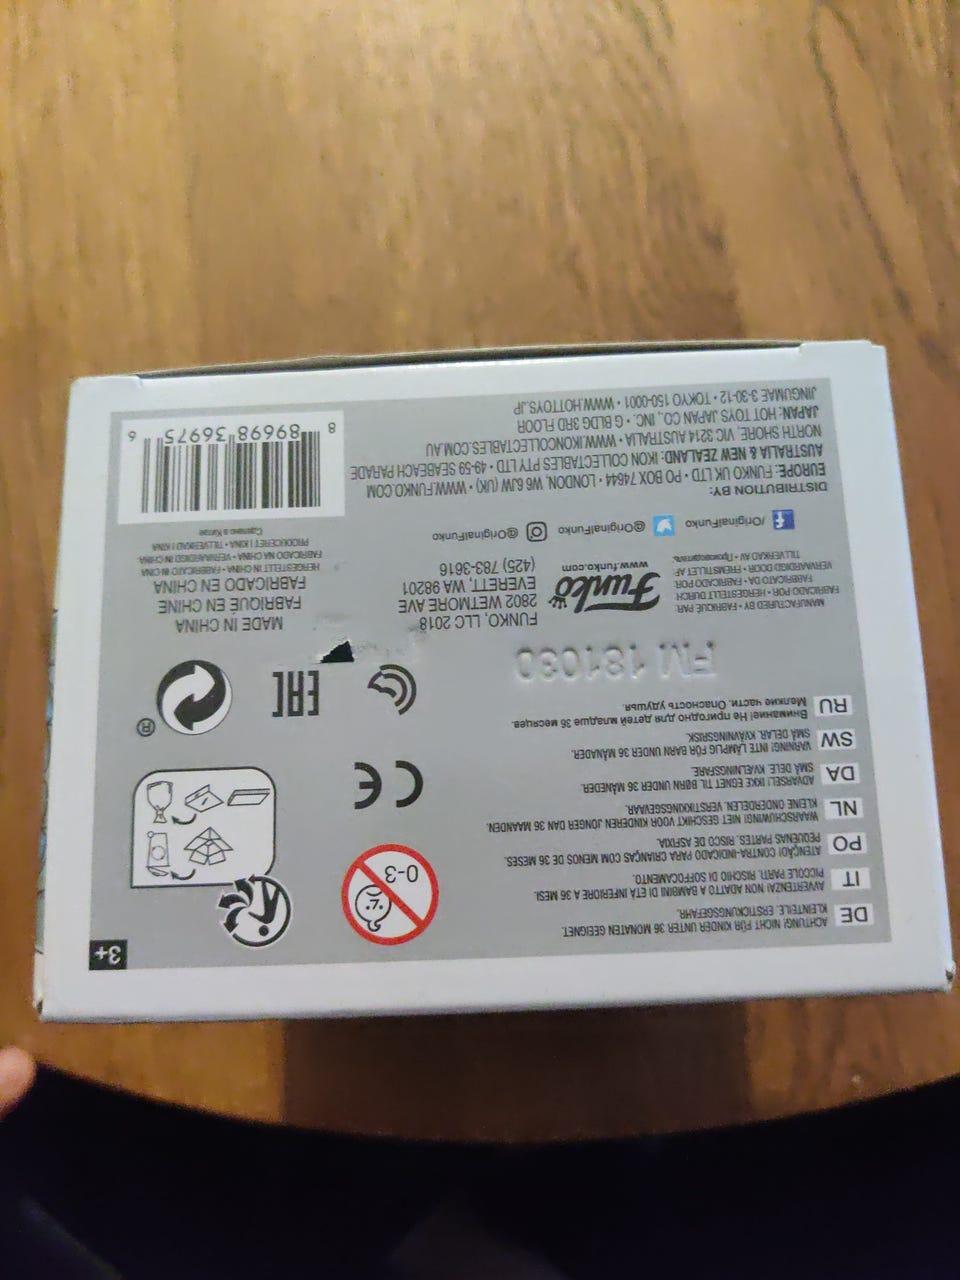 DE ACHTUNG! NICHT FÜR KINDER UNTER 36 MONATEN GEEIGNET.
KLEINTEILE. ERSTICKUNGSGEFAHR.
IT AVVERTENZA! NON ADATTO A BAMBINI DI ETÀ INFERIORE A 36 MESI.
PICCOLE PARTI. RISCHIO DI SOFFOCAMENTO.
PO ATENÇÃO! CONTRA-INDICADO PARA CRIANÇAS COM MENOS DE 36 MESES.
PEQUENAS PARTES. RISCO DE ASFIXIA.
NL WAARSCHUWING! NIET GESCHIKT VOOR KINDEREN JONGER DAN 36 MAANDEN.
KLEINE ONDERDELEN. VERSTIKKINGSGEVAAR.
DA ADVARSEL! IKKE EGNET TIL BØRN UNDER 36 MÅNEDER.
SMÅ DELE. KVÆLNINGSFARE.
SW VARNING! INTE LÄMPLIG FÖR BARN UNDER 36 MÅNADER.
SMÅ DELAR. KVÄVNINGSRISK.
RU Внимание! Не пригодно для детей младше 36 месяцев.
Мелкие части. Опасность удушья.
FM 181030
0-3
3+
CE
EAC
®
MANUFACTURED BY • FABRIQUÉ PAR
FABRICADO POR • HERGESTELLT DURCH
FABBRICATO DA • FABRICADO POR
VERVAARDIGD DOOR • FREMSTILLET AF
TILLVERKAD AV • Производитель
Funko
www.funko.com
FUNKO, LLC 2018
2802 WETMORE AVE
EVERETT, WA 98201
(425) 783-3616
MADE IN CHINA
FABRIQUÉ EN CHINE
FABRICADO EN CHINA
HERGESTELLT IN CHINA • FABBRICATO IN CINA
FABRICADO NA CHINA • VERVAARDIGD IN CHINA
PRODUCERET I KINA • TILLVERKAD I KINA
Сделано в Китае
/OriginalFunko @OriginalFunko @OriginalFunko
DISTRIBUTION BY:
EUROPE: FUNKO UK LTD • PO BOX 74644 • LONDON, W6 6JW (UK) • WWW.FUNKO.COM
AUSTRALIA & NEW ZEALAND: IKON COLLECTABLES PTY LTD • 49-59 SEABEACH PARADE
NORTH SHORE, VIC 3214 AUSTRALIA • WWW.IKONCOLLECTABLES.COM.AU
JAPAN: HOT TOYS JAPAN CO., INC. • G BLDG 3RD FLOOR
JINGUMAE 3-30-12 • TOKYO 150-0001 • WWW.HOTTOYS.JP
8 89698 36975 6